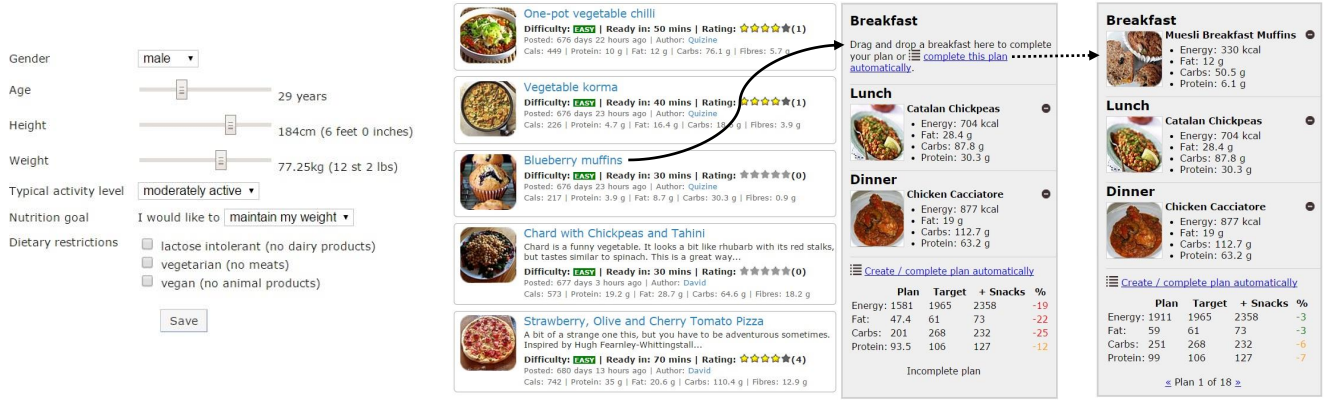 Gender male
Age 29 years
Height 184cm (6 feet 0 inches)
Weight 77.25kg (12 st 2 lbs)
Typical activity level moderately active
Nutrition goal I would like to maintain my weight
Dietary restrictions lactose intolerant (no dairy products)
vegetarian (no meats)
vegan (no animal products)
Save
One-pot vegetable chilli
Difficulty: EASY | Ready in: 50 mins | Rating: (1)
Posted: 676 days 22 hours ago | Author: Quizine
Cals: 449 | Protein: 10 g | Fat: 12 g | Carbs: 76.1 g | Fibres: 5.7 g
Vegetable korma
Difficulty: EASY | Ready in: 40 mins | Rating: (1)
Posted: 676 days 23 hours ago | Author: Quizine
Cals: 226 | Protein: 4.7 g | Fat: 16.4 g | Carbs: g | Fibres: 3.9 g
Blueberry muffins
Difficulty: EASY | Ready in: 30 mins | Rating: (0)
Posted: 676 days 23 hours ago | Author: Quizine
Cals: 217 | Protein: 3.9 g | Fat: 8.7 g | Carbs: 30.3 g | Fibres: 0.9 g
Chard with Chickpeas and Tahini
Chard is a funny vegetable. It looks a bit like rhubarb with its red stalks,
but tastes similar to spinach. This is a great way...
Difficulty: EASY | Ready in: 30 mins | Rating: (0)
Posted: 677 days 3 hours ago | Author: David
Cals: 573 | Protein: 19.2 g | Fat: 28.7 g | Carbs: 64.6 g | Fibres: 18.2 g
Strawberry, Olive and Cherry Tomato Pizza
A bit of a strange one this, but you have to be adventurous sometimes.
Inspired by Hugh Fearnley-Whittingstall...
Difficulty: EASY | Ready in: 70 mins | Rating: (4)
Posted: 680 days 13 hours ago | Author: David
Cals: 742 | Protein: 35 g | Fat: 20.6 g | Carbs: 110.4 g | Fibres: 12.9 g
Breakfast
Drag and drop a breakfast here to complete
your plan or complete this plan
automatically.
Lunch
Catalan Chickpeas
• Energy: 704 kcal
• Fat: 28.4 g
• Carbs: 87.8 g
• Protein: 30.3 g
Dinner
Chicken Cacciatore
• Energy: 877 kcal
• Fat: 19 g
• Carbs: 112.7 g
• Protein: 63.2 g
Create / complete plan automatically
Plan Target + Snacks %
Energy: 1581 1965 2358 -19
Fat: 47.4 61 73 -22
Carbs: 201 268 232 -25
Protein: 93.5 106 127 -12
Incomplete plan
Breakfast
Muesli Breakfast Muffins
• Energy: 330 kcal
• Fat: 12 g
• Carbs: 50.5 g
• Protein: 6.1 g
Lunch
Catalan Chickpeas
• Energy: 704 kcal
• Fat: 28.4 g
• Carbs: 87.8 g
• Protein: 30.3 g
Dinner
Chicken Cacciatore
• Energy: 877 kcal
• Fat: 19 g
• Carbs: 112.7 g
• Protein: 63.2 g
Create / complete plan automatically
Plan Target + Snacks %
Energy: 1911 1965 2358 -3
Fat: 59 61 73 -3
Carbs: 251 268 232 -6
Protein: 99 106 127 -7
« Plan 1 of 18 »